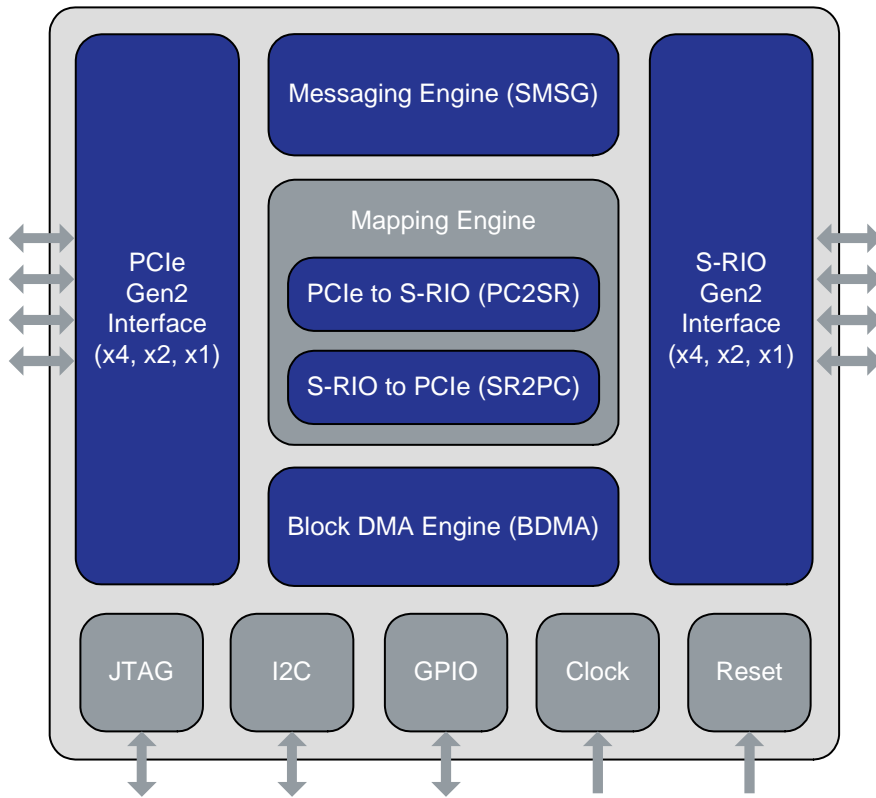 Messaging Engine (SMSG)
Mapping Engine
PCIe
Gen2
Interface
(x4, x2, x1)
PCIe to S-RIO (PC2SR)
S-RIO to PCIe (SR2PC)
S-RIO
Gen2
Interface
(x4, x2, x1)
Block DMA Engine (BDMA)
JTAG
I2C
GPIO
Clock
Reset